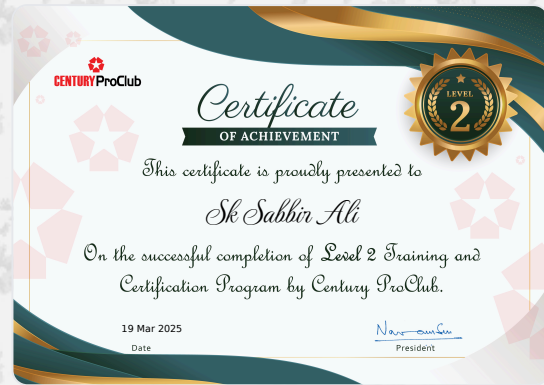 CENTURY ProClub
LEVEL
2
Certificate
OF ACHIEVEMENT
This certificate is proudly presented to
Sk Sabbir Ali
On the successful completion of Level 2 Training and
Certification Program by Century ProClub.
19 Mar 2025
Date
President